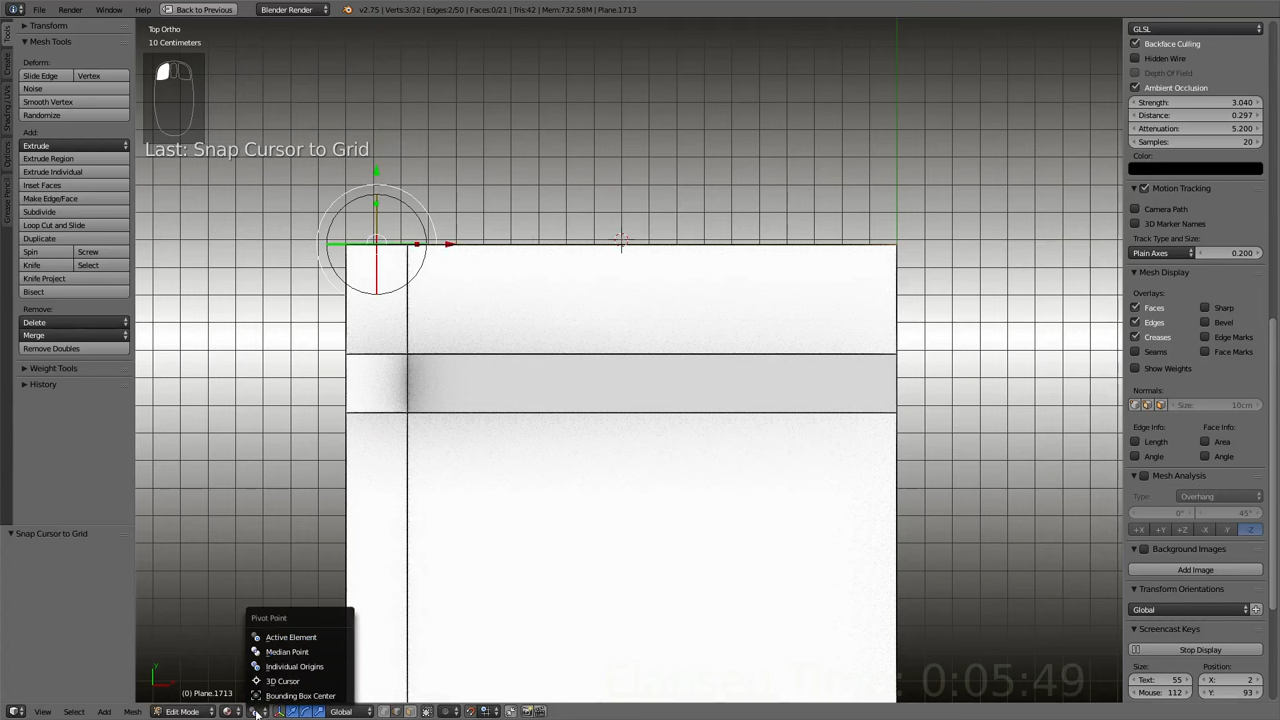 File Render Window Help Back to Previous Blender Render v2.75 | Verts:3/32 | Edges:2/50 | Faces:0/21 | Tris:42 | Mem:732.58M | Plane.1713
Top Ortho
10 Centimeters
Last: Snap Cursor to Grid
Tools
Create
Shading / UVs
Options
Grease Pencil
Transform
Mesh Tools
Deform:
Slide Edge Vertex
Noise
Smooth Vertex
Randomize
Add:
Extrude
Extrude Region
Extrude Individual
Inset Faces
Make Edge/Face
Subdivide
Loop Cut and Slide
Duplicate
Spin Screw
Knife Select
Knife Project
Bisect
Remove:
Delete
Merge
Remove Doubles
Weight Tools
History
Snap Cursor to Grid
Pivot Point
Active Element
Median Point
Individual Origins
3D Cursor
Bounding Box Center
(0) Plane.1713
: 0:05:49
View Select Add Mesh Edit Mode Global
GLSL
Backface Culling
Hidden Wire
Depth Of Field
Ambient Occlusion
Strength: 3.040
Distance: 0.297
Attenuation: 5.200
Samples: 20
Color:
Motion Tracking
Camera Path
3D Marker Names
Track Type and Size:
Plain Axes 0.200
Mesh Display
Overlays:
Faces Sharp
Edges Bevel
Creases Edge Marks
Seams Face Marks
Show Weights
Normals:
Size: 10cm
Edge Info: Face Info:
Length Area
Angle Angle
Mesh Analysis
Type: Overhang
0° 45°
+X +Y +Z -X -Y -Z
Background Images
Add Image
Transform Orientations
Global
Screencast Keys
Stop Display
Size: Position:
Text: 55 X: 2
Mouse: 112 Y: 93
y